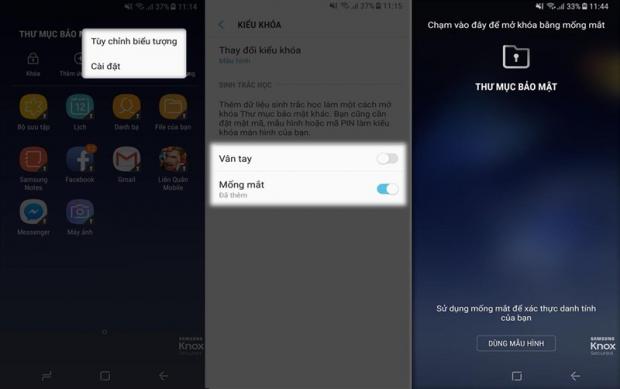 37% 11:14
THƯ MỤC BẢO M
Tùy chỉnh biểu tượng
Cài đặt
Khóa
Thêm ứ
ng
Bộ sưu tập
Lịch
Danh bạ
File của bạn
Samsung
Notes
Facebook
Gmail
Liên Quân
Mobile
Messenger
Máy ảnh
SAMSUNG
Knox
Secured
37% 11:15
KIỂU KHÓA
Thay đổi kiểu khóa
Mẫu hình
SINH TRẮC HỌC
Thêm dữ liệu sinh trắc học làm một cách mở
khóa Thư mục bảo mật khác. Bạn cũng cần
đặt mật mã, mẫu hình hoặc mã PIN làm kiểu
khóa màn hình của bạn.
Vân tay
Mống mắt
Đã thêm
33% 11:44
Chạm vào đây để mở khóa bằng mống mắt
THƯ MỤC BẢO MẬT
Sử dụng mống mắt để xác thực danh tính
của bạn
DÙNG MẪU HÌNH
SAMSUNG
Knox
Secured